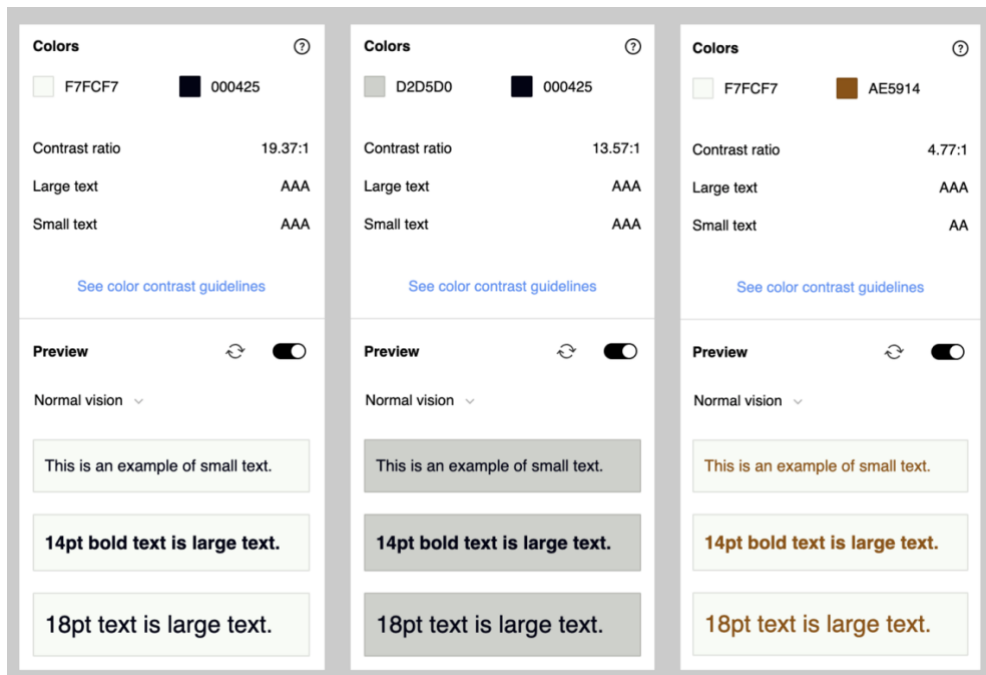 Colors
F7FCF7 000425
Contrast ratio 19.37:1
Large text AAA
Small text AAA
See color contrast guidelines
Preview
Normal vision
This is an example of small text.
14pt bold text is large text.
18pt text is large text.
Colors
D2D5D0 000425
Contrast ratio 13.57:1
Large text AAA
Small text AAA
See color contrast guidelines
Preview
Normal vision
This is an example of small text.
14pt bold text is large text.
18pt text is large text.
Colors
F7FCF7 AE5914
Contrast ratio 4.77:1
Large text AAA
Small text AA
See color contrast guidelines
Preview
Normal vision
This is an example of small text.
14pt bold text is large text.
18pt text is large text.